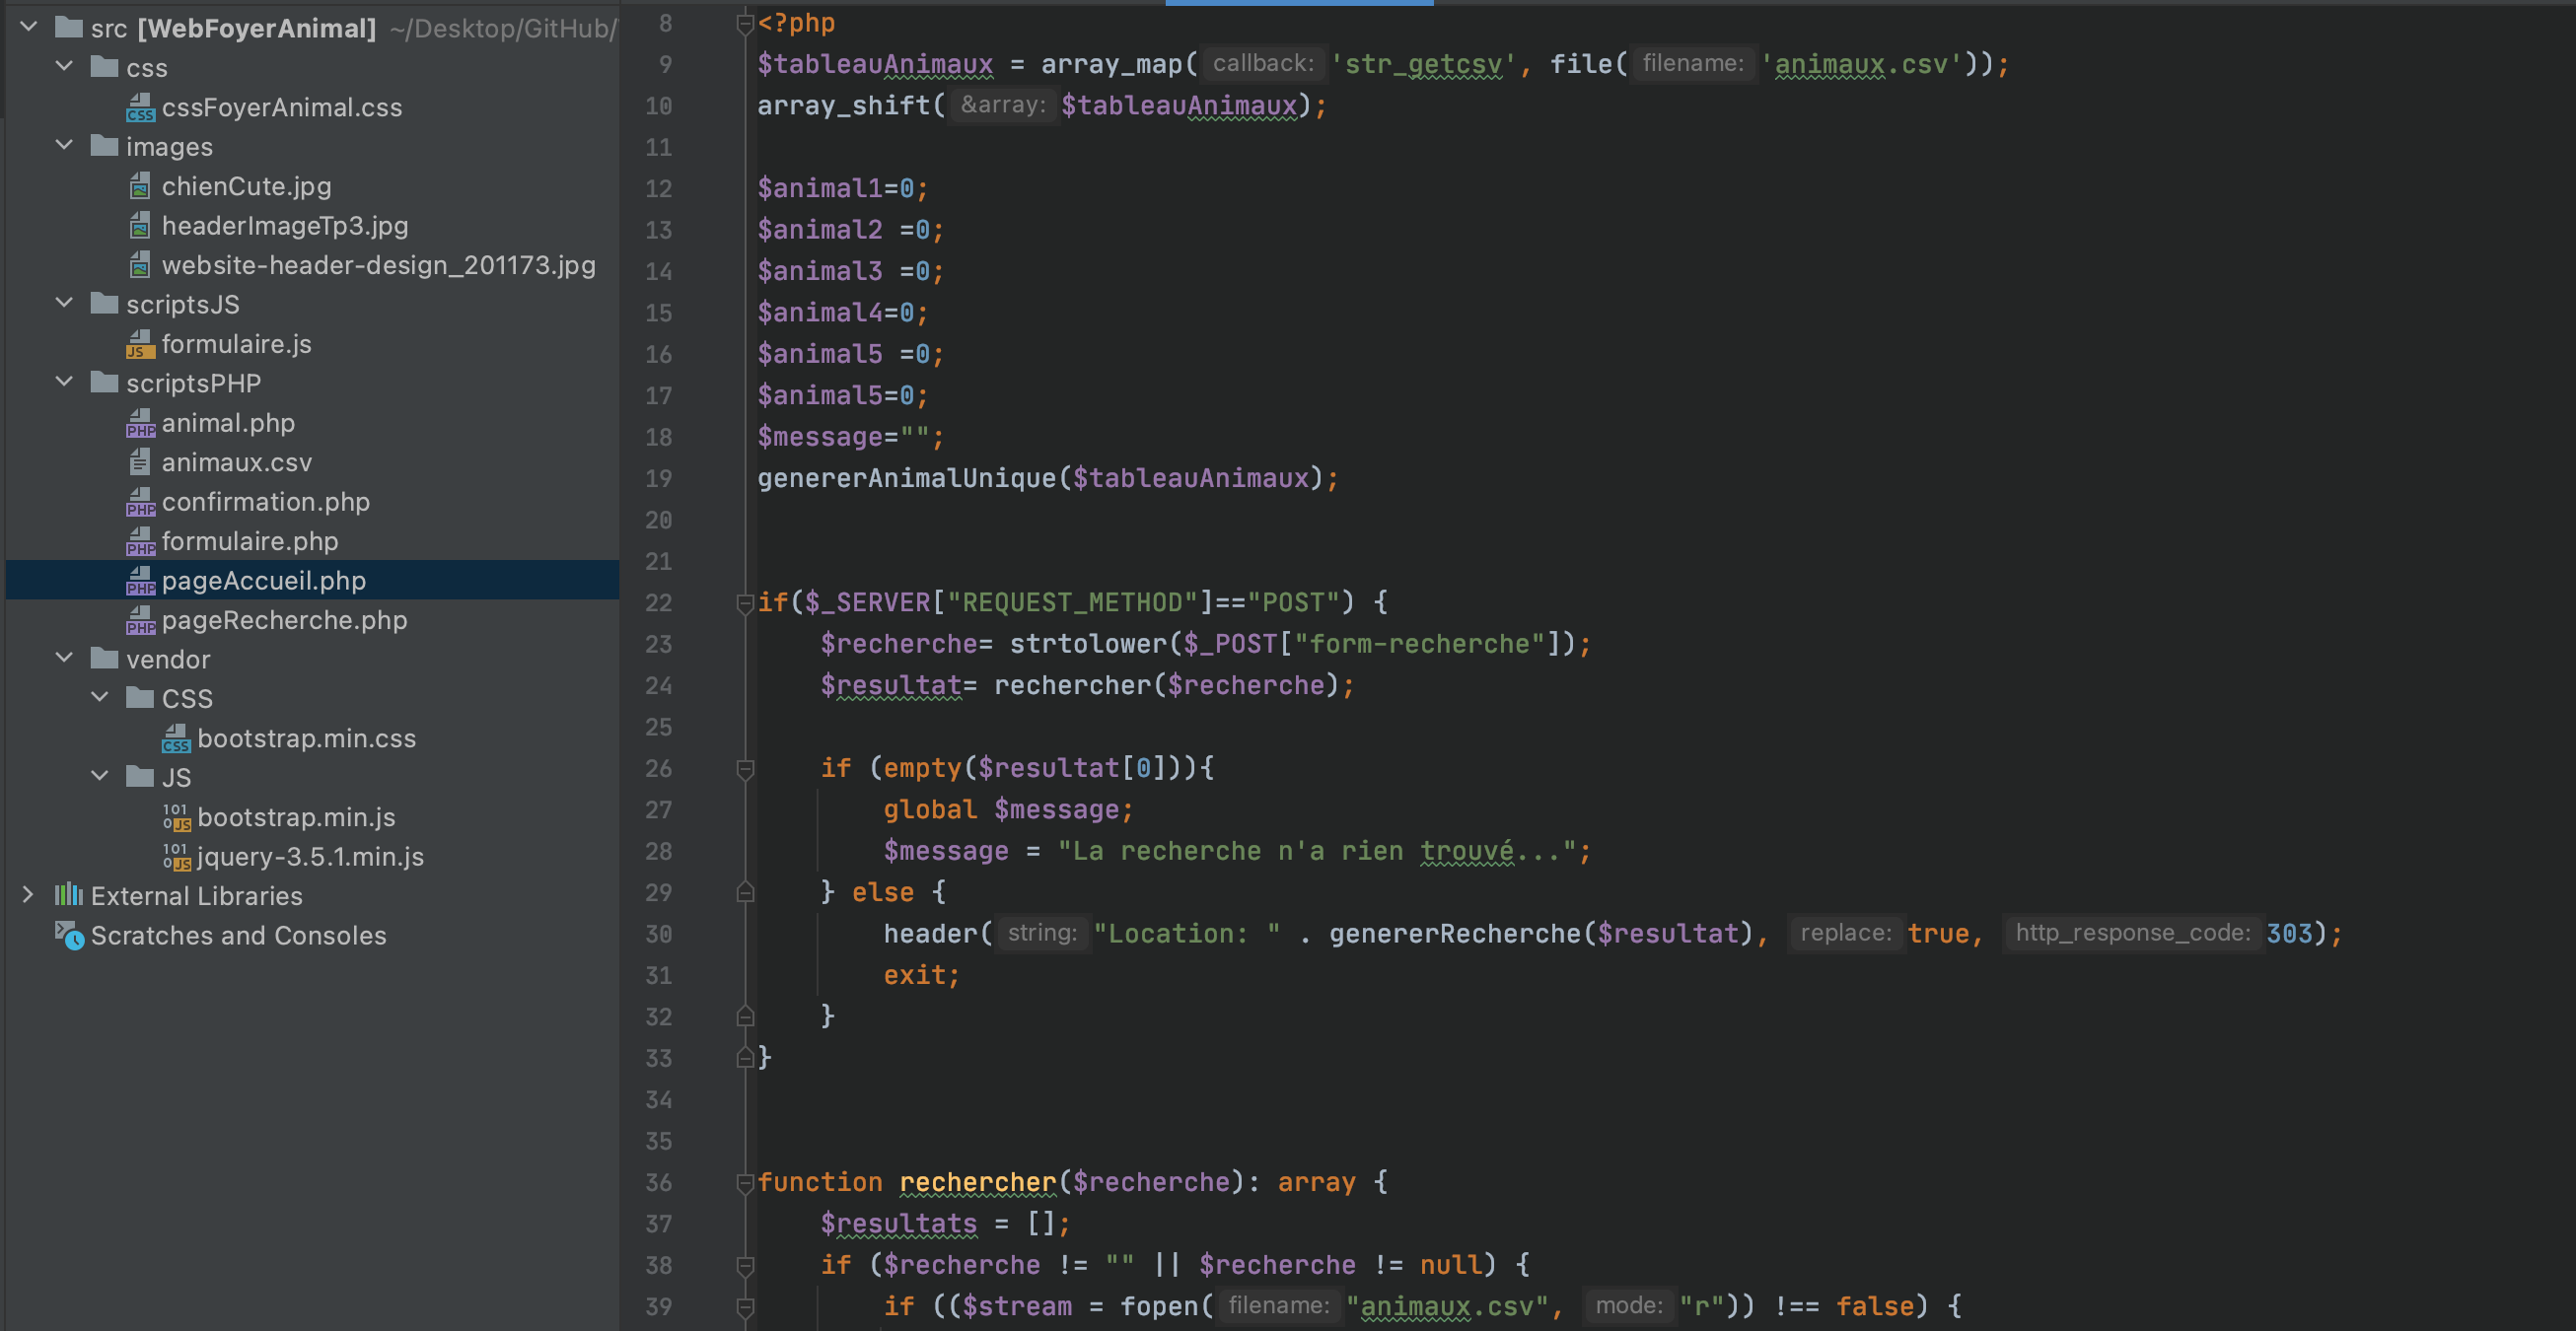 src [WebFoyerAnimal] ~/Desktop/GitHub/
css
cssFoyerAnimal.css
images
chienCute.jpg
headerImageTp3.jpg
website-header-design_201173.jpg
scriptsJS
formulaire.js
scriptsPHP
animal.php
animaux.csv
confirmation.php
formulaire.php
pageAccueil.php
pageRecherche.php
vendor
CSS
bootstrap.min.css
JS
bootstrap.min.js
jquery-3.5.1.min.js
External Libraries
Scratches and Consoles
8 <?php
9 $tableauAnimaux = array_map( callback: 'str_getcsv', file( filename: 'animaux.csv'));
10 array_shift( &array: $tableauAnimaux);
11
12 $animal1=0;
13 $animal2 =0;
14 $animal3 =0;
15 $animal4=0;
16 $animal5 =0;
17 $animal5=0;
18 $message="";
19 genererAnimalUnique($tableauAnimaux);
20
21
22 if($_SERVER["REQUEST_METHOD"]=="POST") {
23 $recherche= strtolower($_POST["form-recherche"]);
24 $resultat= rechercher($recherche);
25
26 if (empty($resultat[0])){
27 global $message;
28 $message = "La recherche n'a rien trouvé...";
29 } else {
30 header( string: "Location: " . genererRecherche($resultat), replace: true, http_response_code: 303);
31 exit;
32 }
33 }
34
35
36 function rechercher($recherche): array {
37 $resultats = [];
38 if ($recherche != "" || $recherche != null) {
39 if (($stream = fopen( filename: "animaux.csv", mode: "r")) !== false) {